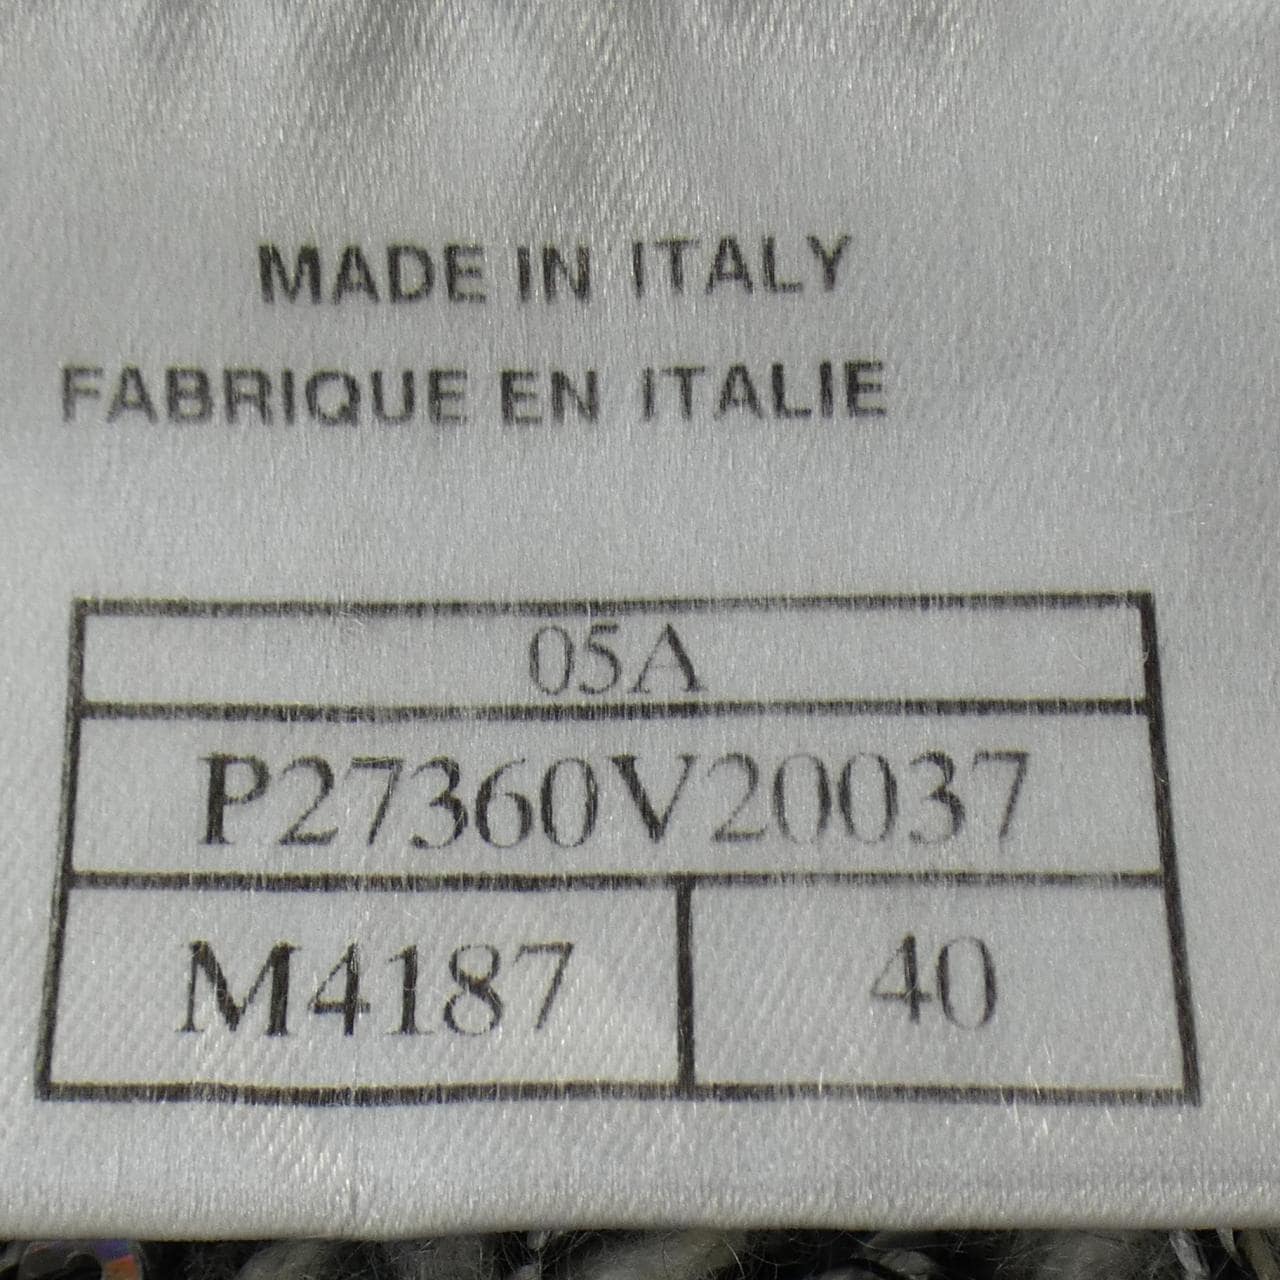 MADE IN ITALY
FABRIQUE EN ITALIE
05A
P27360V20037
M4187 40